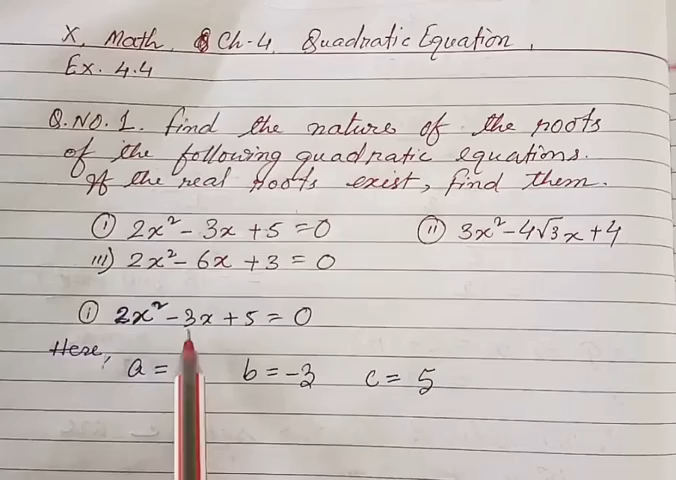 X. Math. Ch-4. Quadratic Equation.
Ex. 4.4
Q.NO.1. find the nature of the roots
of the following quadratic equations.
If the real roots exist, find them.
(i) 2x² - 3x + 5 = 0 (ii) 3x² - 4√3x + 4
(iii) 2x² - 6x + 3 = 0
(i) 2x² - 3x + 5 = 0
Here,
a = b = -3 c = 5